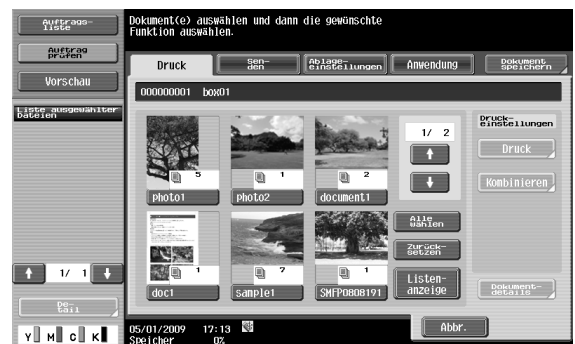 Auftrags-
liste
Auftrag
prüfen
Vorschau
Liste ausgewählter
Dateien
1/ 1
De-
tail
Y M C K
Dokument(e) auswählen und dann die gewünschte
Funktion auswählen.
Druck
Sen-
den
Ablage-
einstellungen
Anwendung
Dokument
speichern
000000001 box01
5
photo1
1
photo2
2
document1
1
doc1
7
sample1
1
SMFP0808191
1/ 2
Alle
wählen
Zurück-
setzen
Listen-
anzeige
Druck-
einstellungen
Druck
Kombinieren
Dokument-
details
05/01/2009 17:13
Speicher 0%
Abbr.